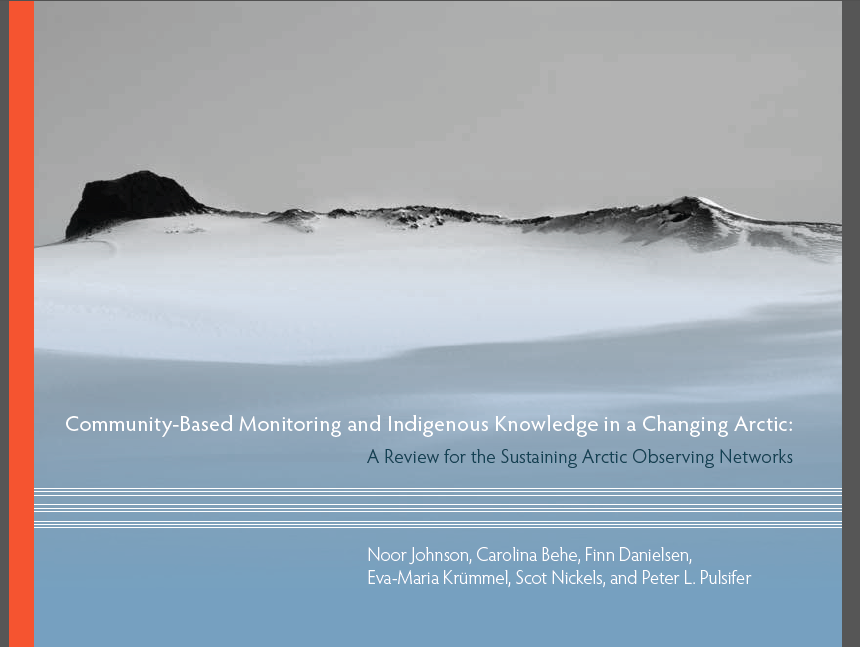 Community-Based Monitoring and Indigenous Knowledge in a Changing Arctic:
A Review for the Sustaining Arctic Observing Networks
Noor Johnson, Carolina Behe, Finn Danielsen,
Eva-Maria Krümmel, Scot Nickels, and Peter L. Pulsifer